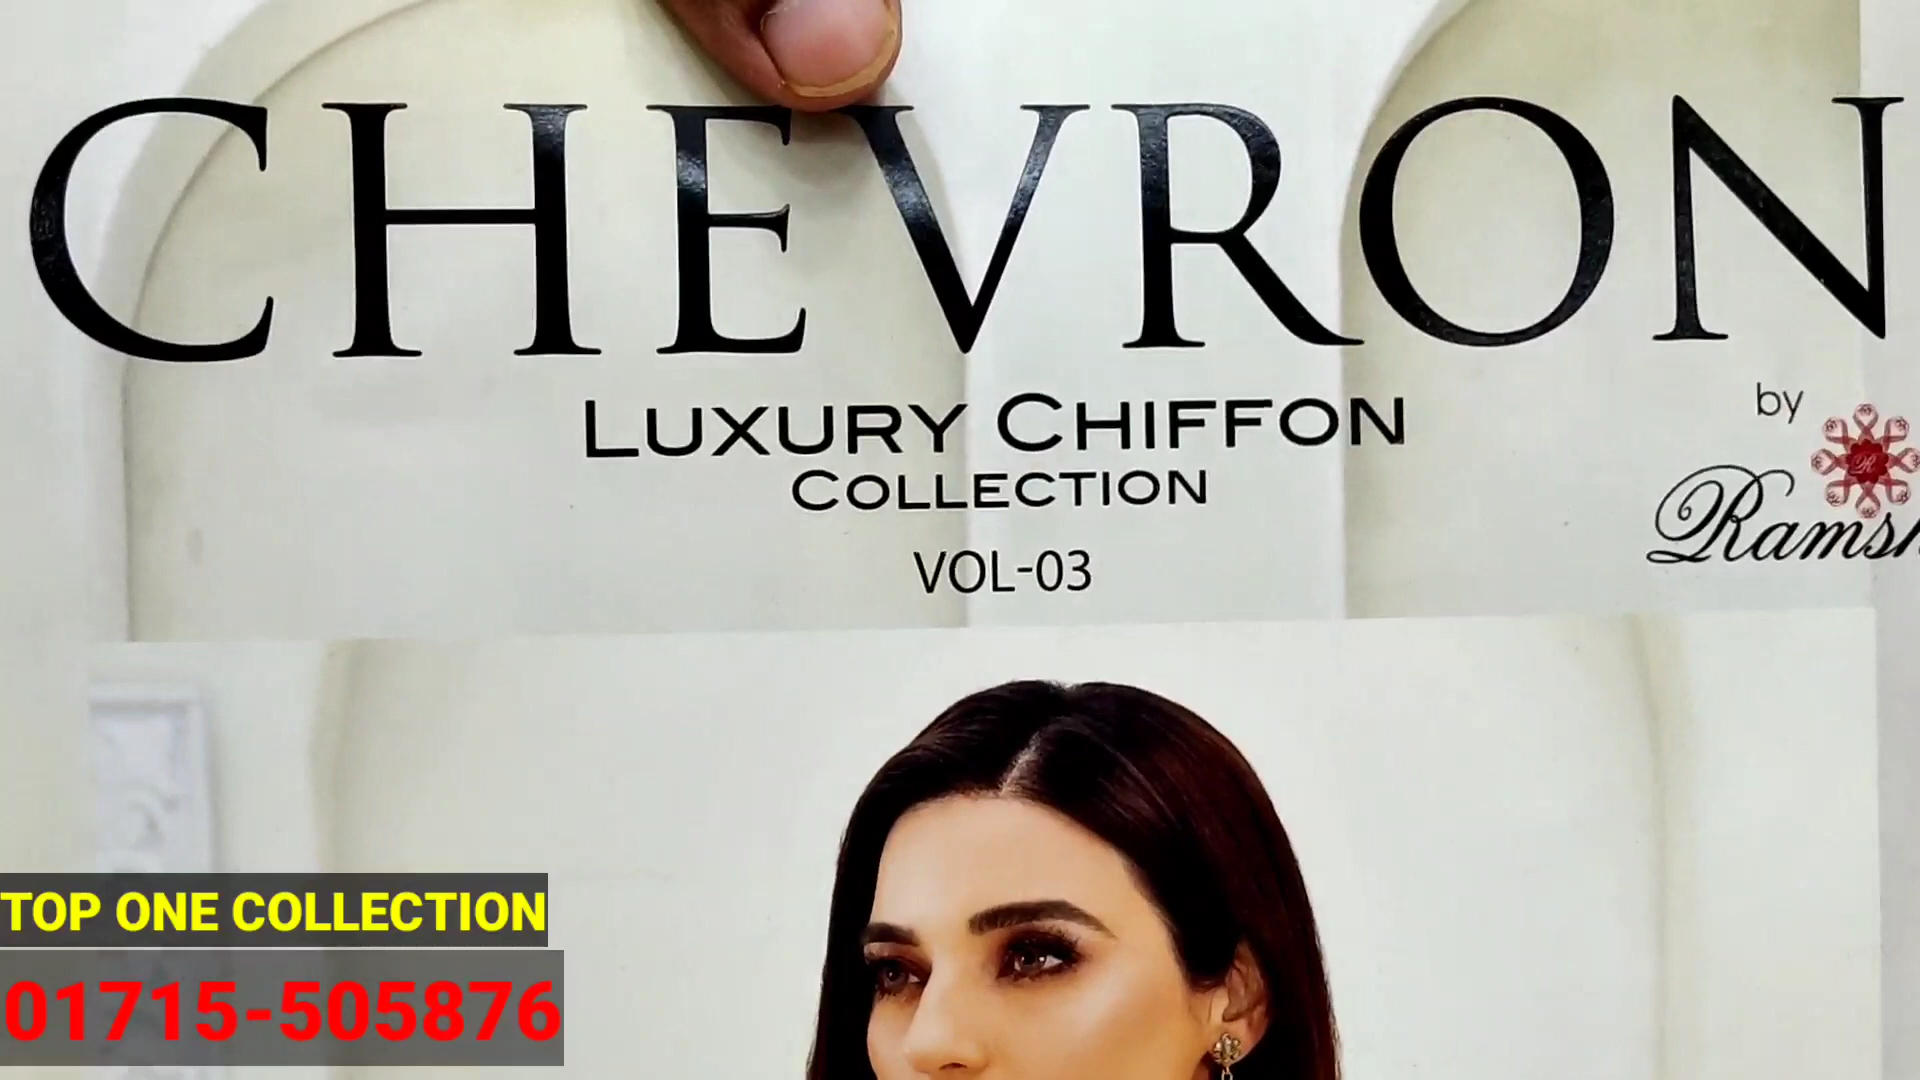 CHEVRON
LUXURY CHIFFON
COLLECTION
VOL-03
by
TOP ONE COLLECTION
01715-505876